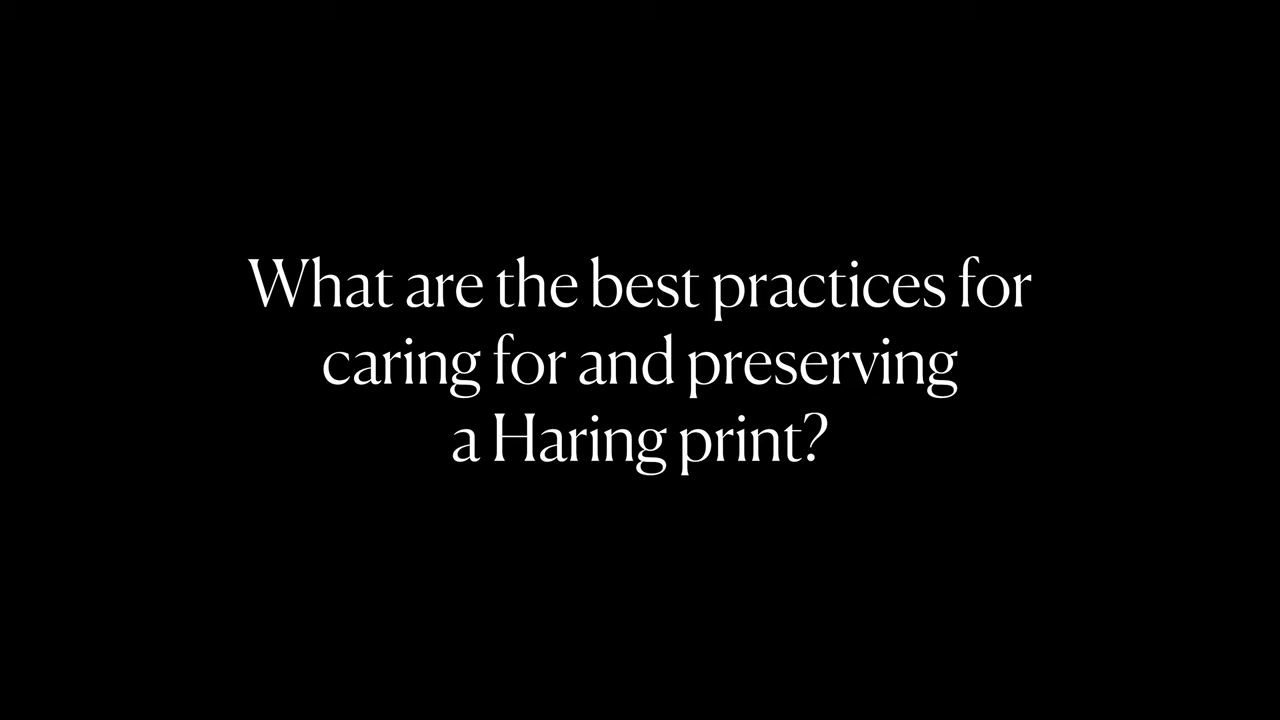 What are the best practices for
caring for and preserving
a Haring print?